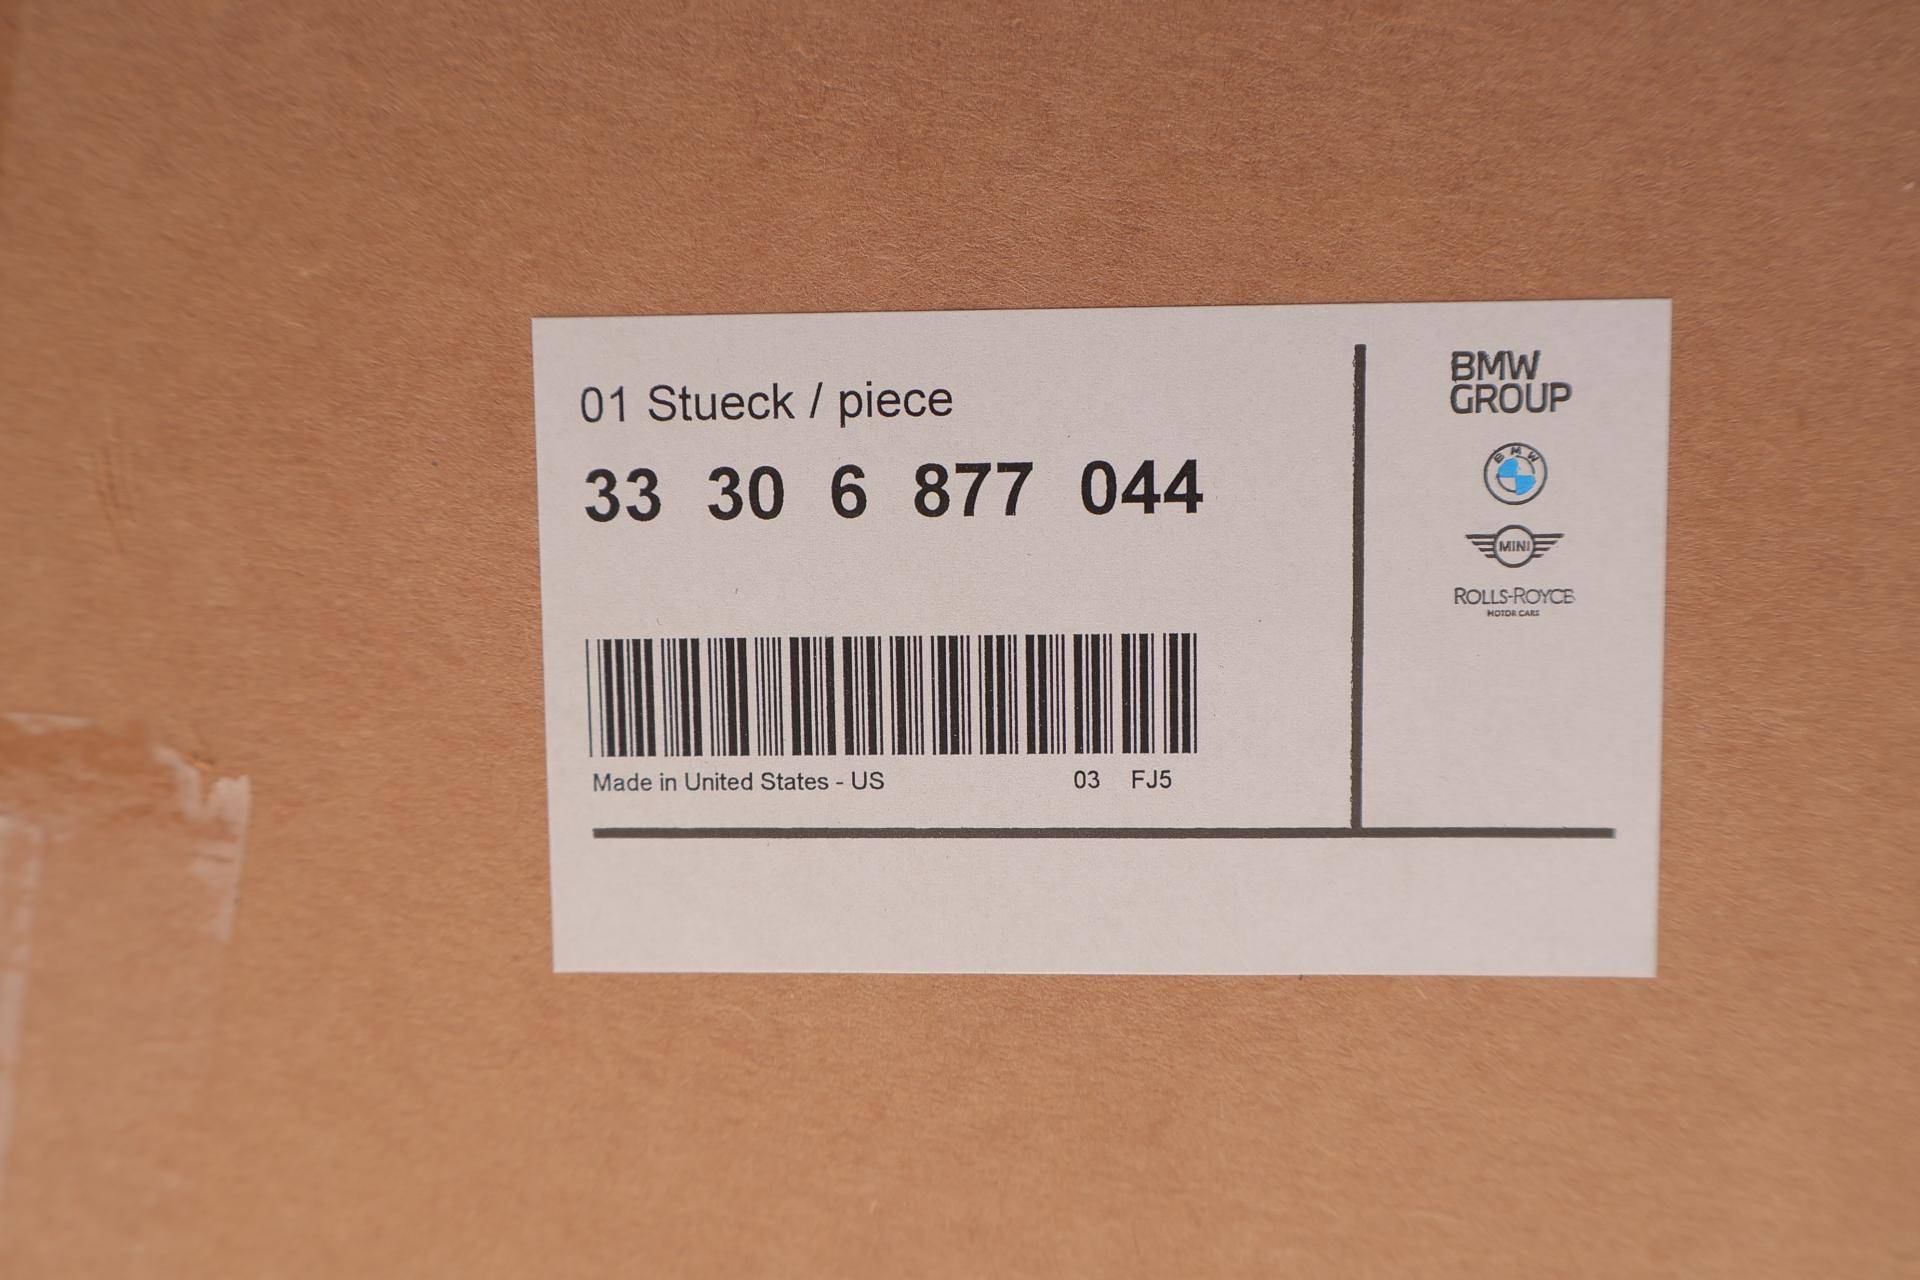 01 Stueck / piece
33 30 6 877 044
Made in United States - US 03 FJ5
BMW
GROUP
BMW
MINI
ROLLS-ROYCE
MOTOR CARS